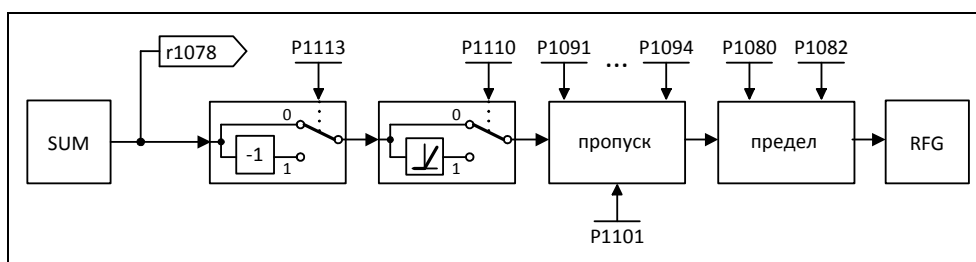 r1078
P1113
P1110
P1091
...
P1094
P1080
P1082
SUM
0
-1
1
0
1
пропуск
предел
RFG
P1101